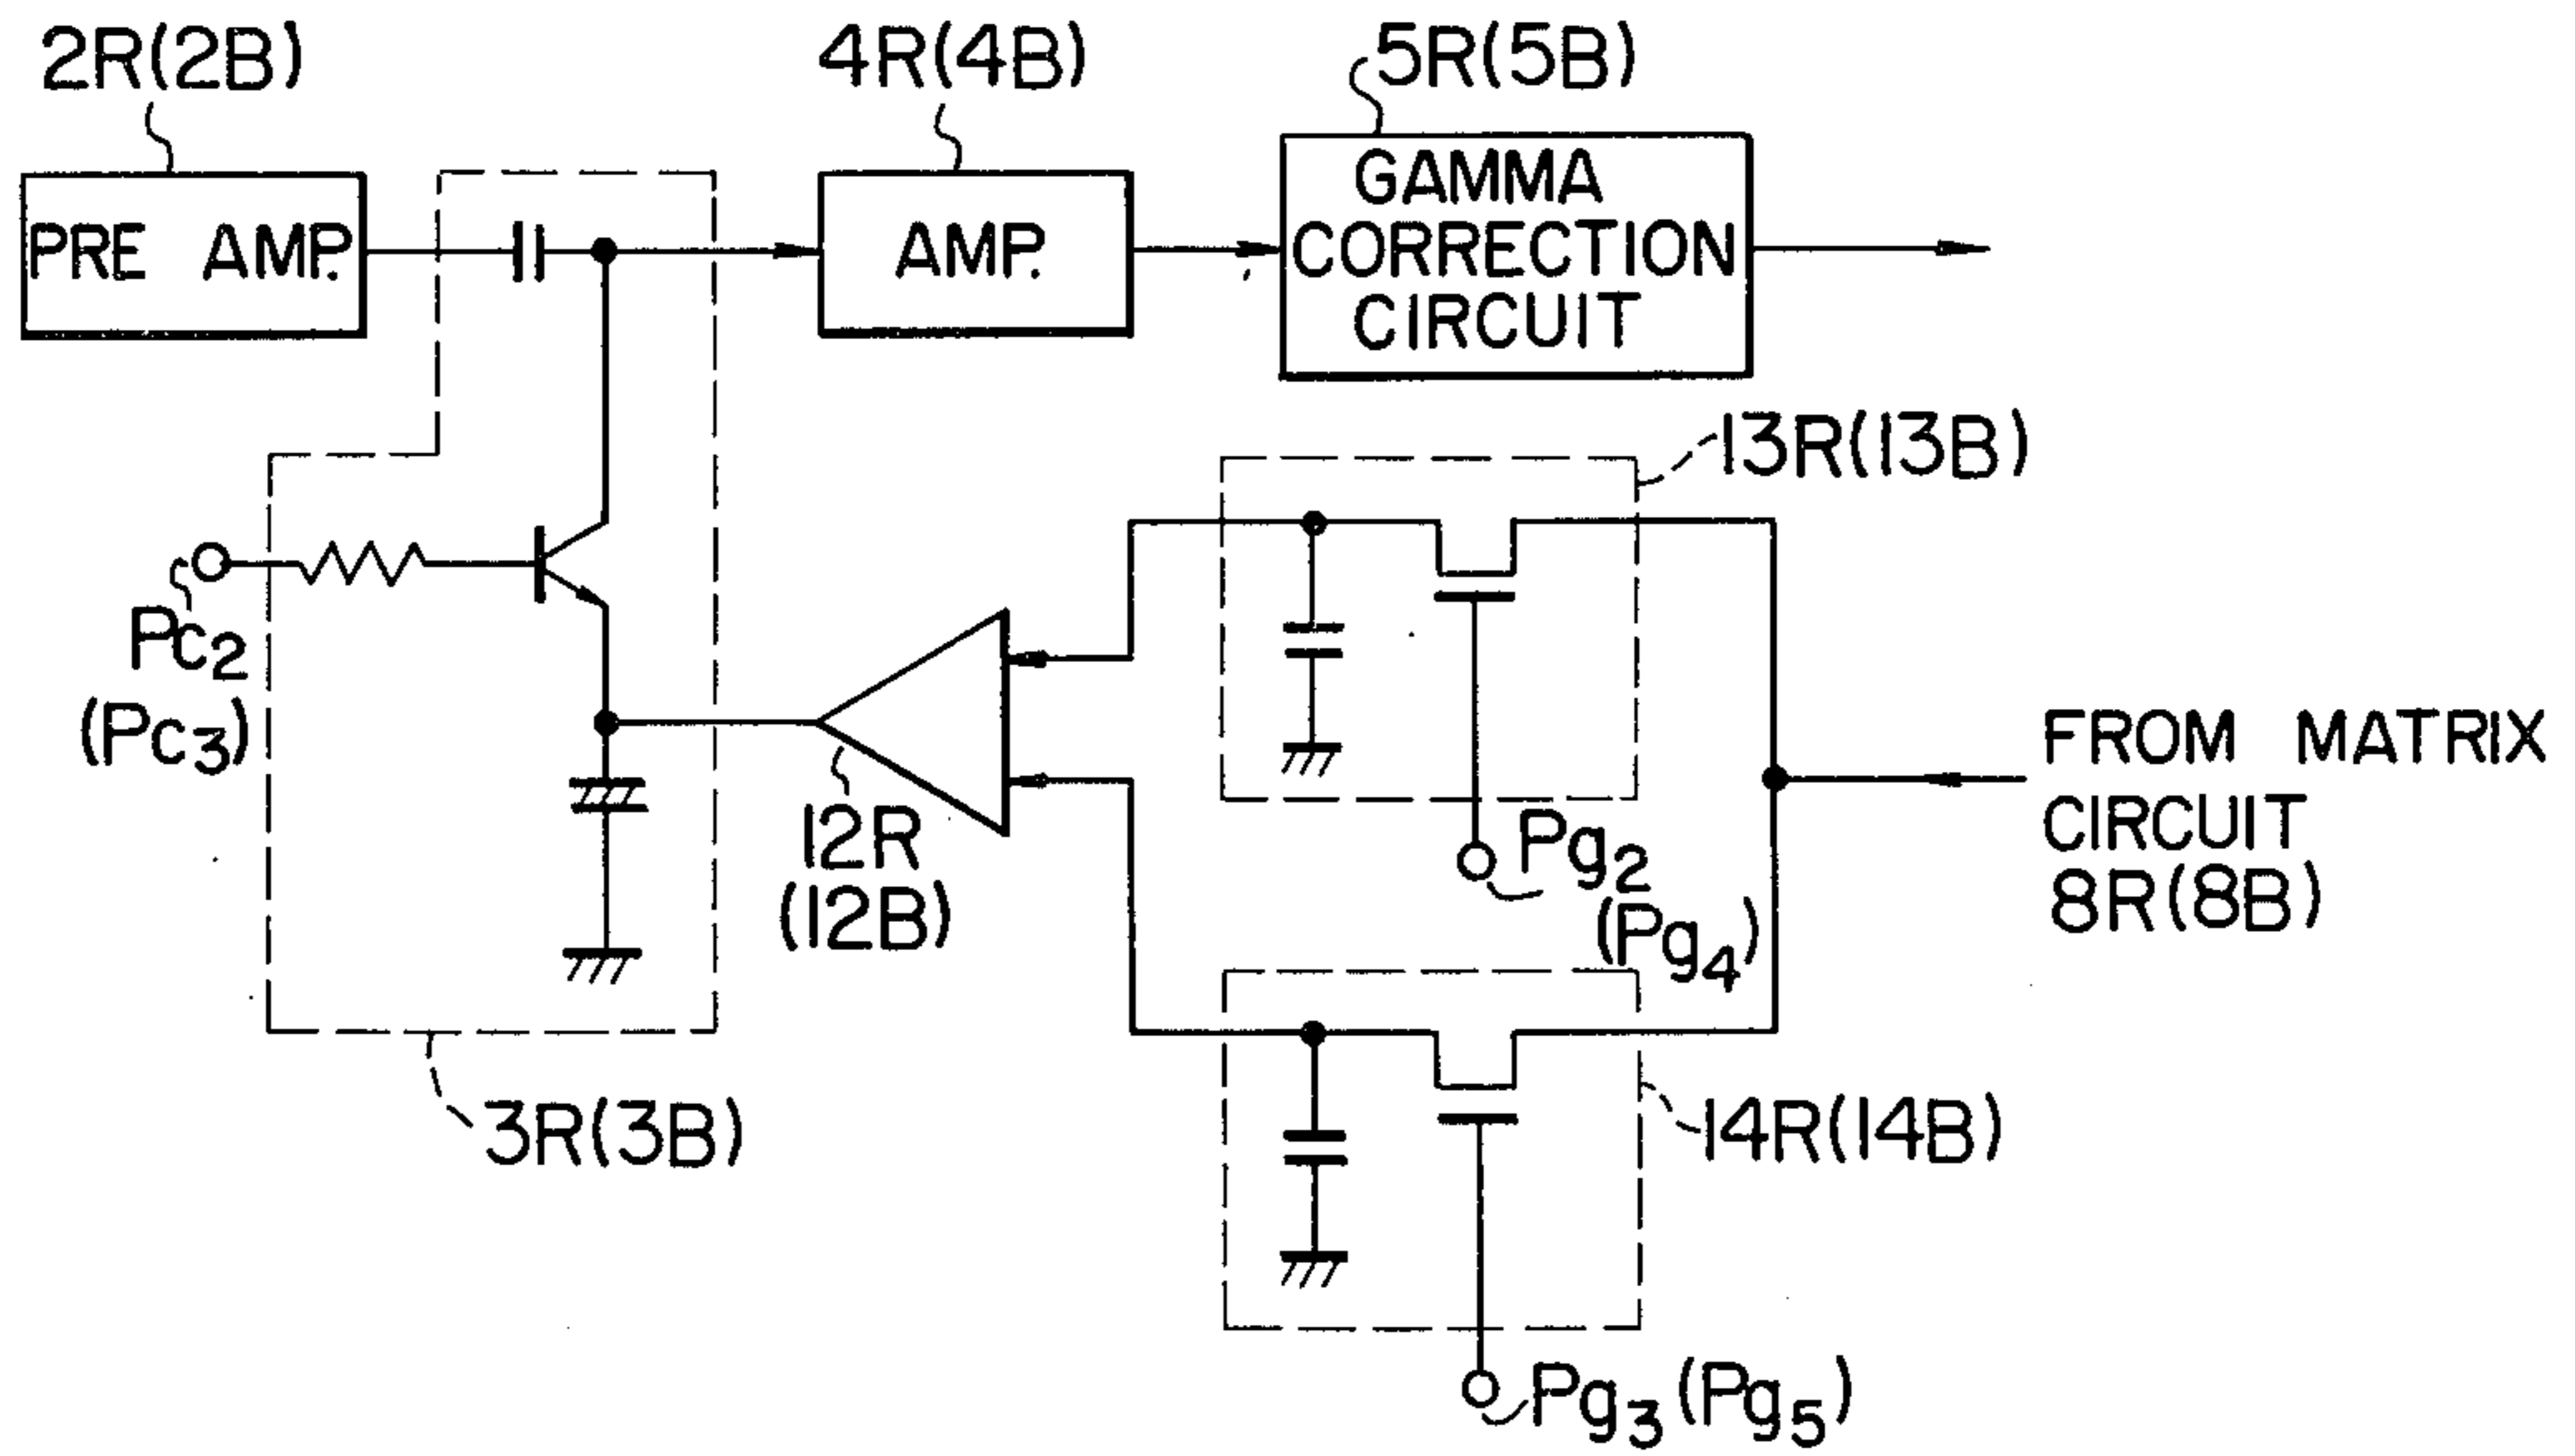 2R(2B)
4R(4B)
5R(5B)
PRE AMP.
AMP.
GAMMA
CORRECTION
CIRCUIT
13R(13B)
Pc2
(Pc3)
12R
(12B)
Pg2
(Pg4)
FROM MATRIX
CIRCUIT
8R(8B)
3R(3B)
14R(14B)
Pg3(Pg5)